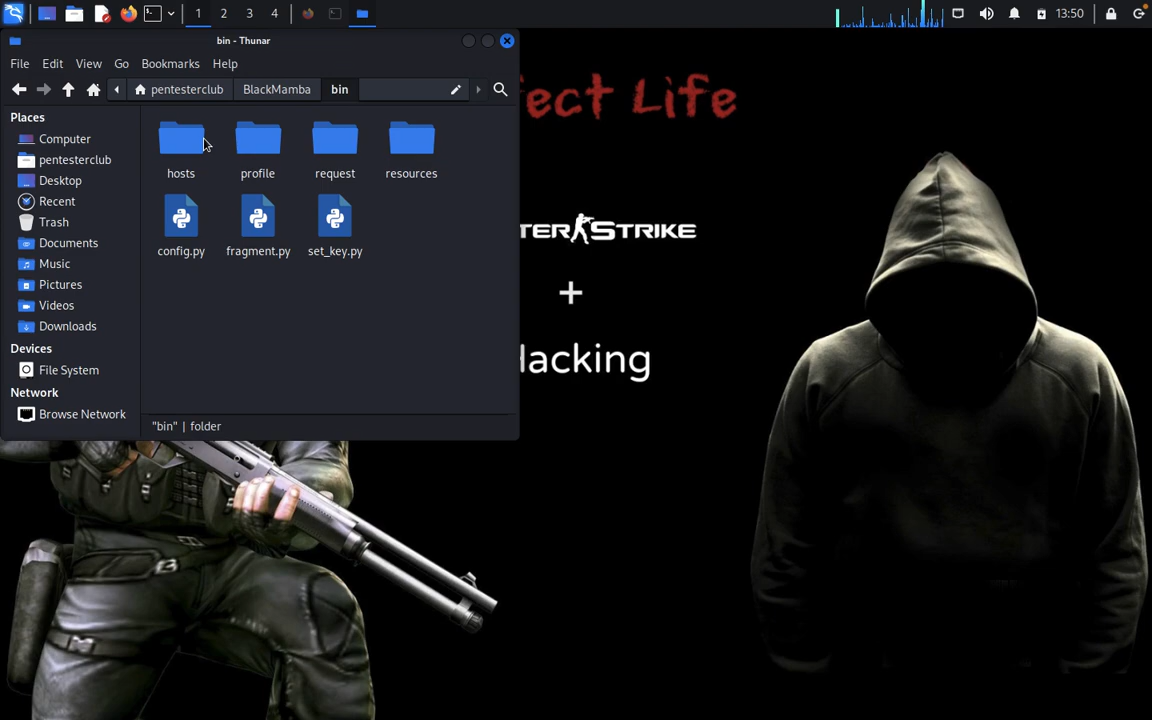 1 2 3 4
13:50
bin - Thunar
File Edit View Go Bookmarks Help
pentesterclub BlackMamba bin
Places
Computer
pentesterclub
Desktop
Recent
Trash
Documents
Music
Pictures
Videos
Downloads
Devices
File System
Network
Browse Network
hosts profile request resources
config.py fragment.py set_key.py
"bin" | folder
ect Life
TER STRIKE
+
Hacking